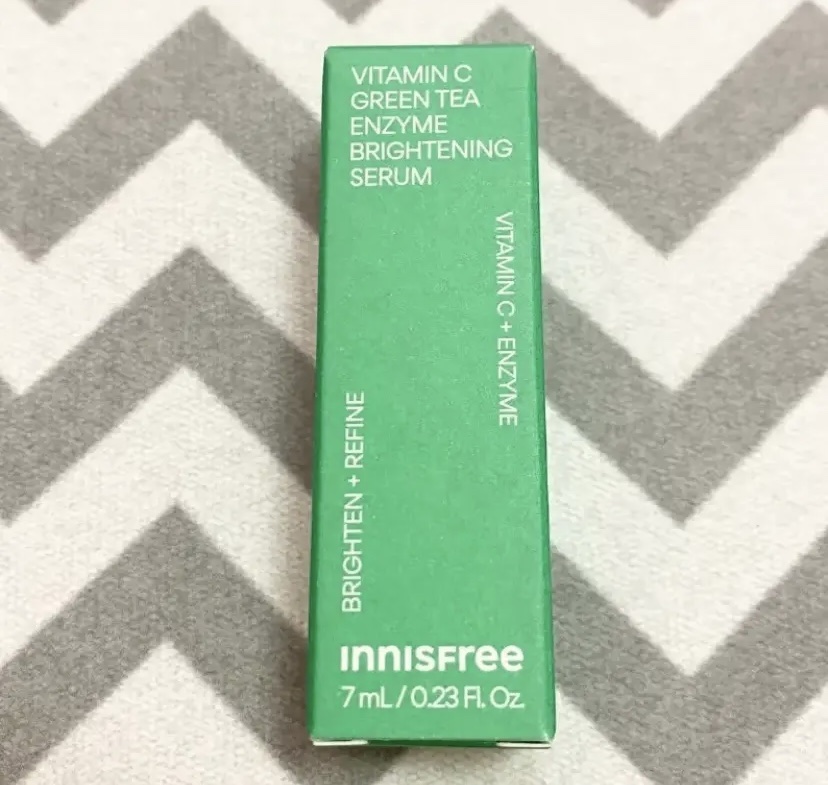 VITAMIN C
GREEN TEA
ENZYME
BRIGHTENING
SERUM
VITAMIN C + ENZYME
BRIGHTEN + REFINE
innisfree
7 mL / 0.23 Fl. Oz.